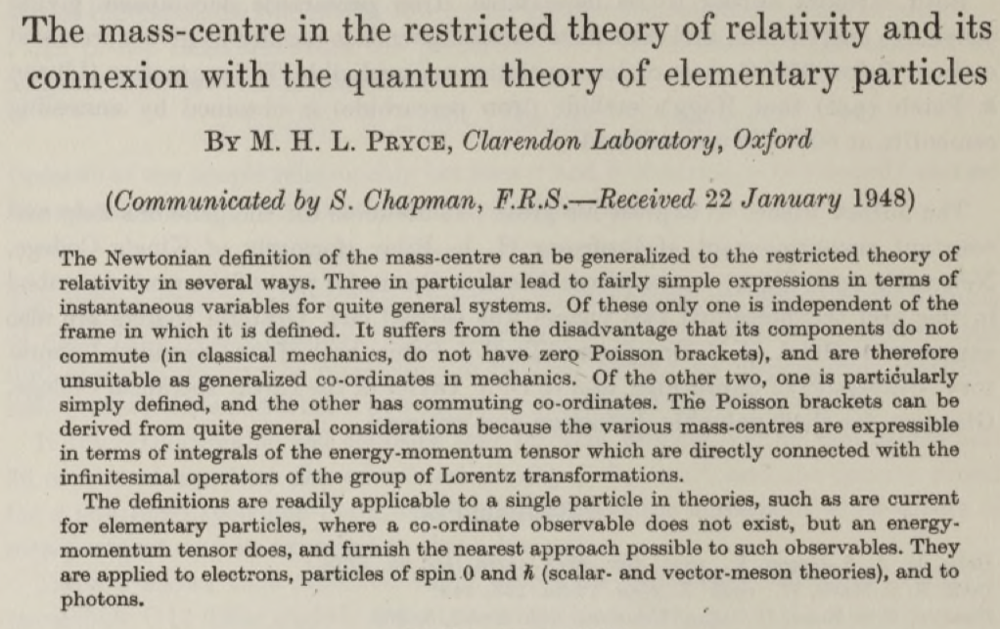 The mass-centre in the restricted theory of relativity and its
connexion with the quantum theory of elementary particles
By M. H. L. Pryce, Clarendon Laboratory, Oxford
(Communicated by S. Chapman, F.R.S.—Received 22 January 1948)
The Newtonian definition of the mass-centre can be generalized to the restricted theory of
relativity in several ways. Three in particular lead to fairly simple expressions in terms of
instantaneous variables for quite general systems. Of these only one is independent of the
frame in which it is defined. It suffers from the disadvantage that its components do not
commute (in classical mechanics, do not have zero Poisson brackets), and are therefore
unsuitable as generalized co-ordinates in mechanics. Of the other two, one is particularly
simply defined, and the other has commuting co-ordinates. The Poisson brackets can be
derived from quite general considerations because the various mass-centres are expressible
in terms of integrals of the energy-momentum tensor which are directly connected with the
infinitesimal operators of the group of Lorentz transformations.
The definitions are readily applicable to a single particle in theories, such as are current
for elementary particles, where a co-ordinate observable does not exist, but an energy-
momentum tensor does, and furnish the nearest approach possible to such observables. They
are applied to electrons, particles of spin 0 and ℏ (scalar- and vector-meson theories), and to
photons.